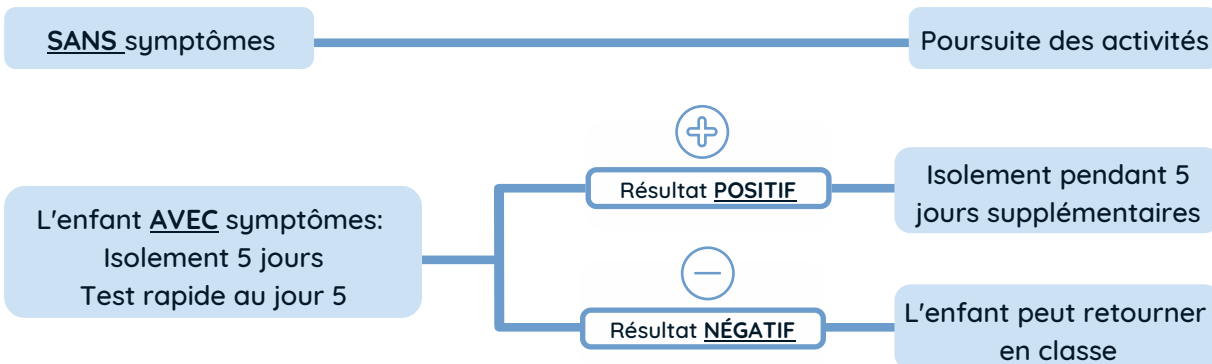 SANS symptômes
Poursuite des activités
L'enfant AVEC symptômes:
Isolement 5 jours
Test rapide au jour 5
Résultat POSITIF
Isolement pendant 5
jours supplémentaires
Résultat NÉGATIF
L'enfant peut retourner
en classe